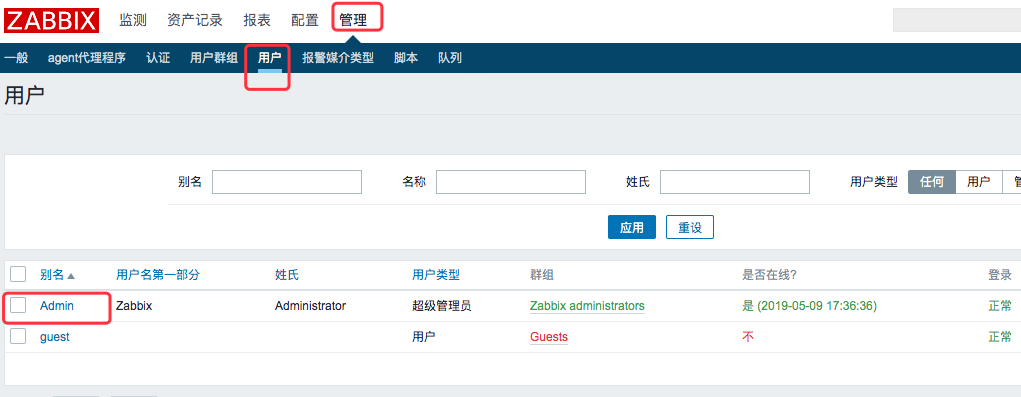 ZABBIX 监测 资产记录 报表 配置 管理
一般 agent代理程序 认证 用户群组 用户 报警媒介类型 脚本 队列
用户
别名 名称 姓氏 用户类型 任何 用户
应用 重设
别名 用户名第一部分 姓氏 用户类型 群组 是否在线? 登录
Admin Zabbix Administrator 超级管理员 Zabbix administrators 是 (2019-05-09 17:36:36) 正常
guest 用户 Guests 不 正常